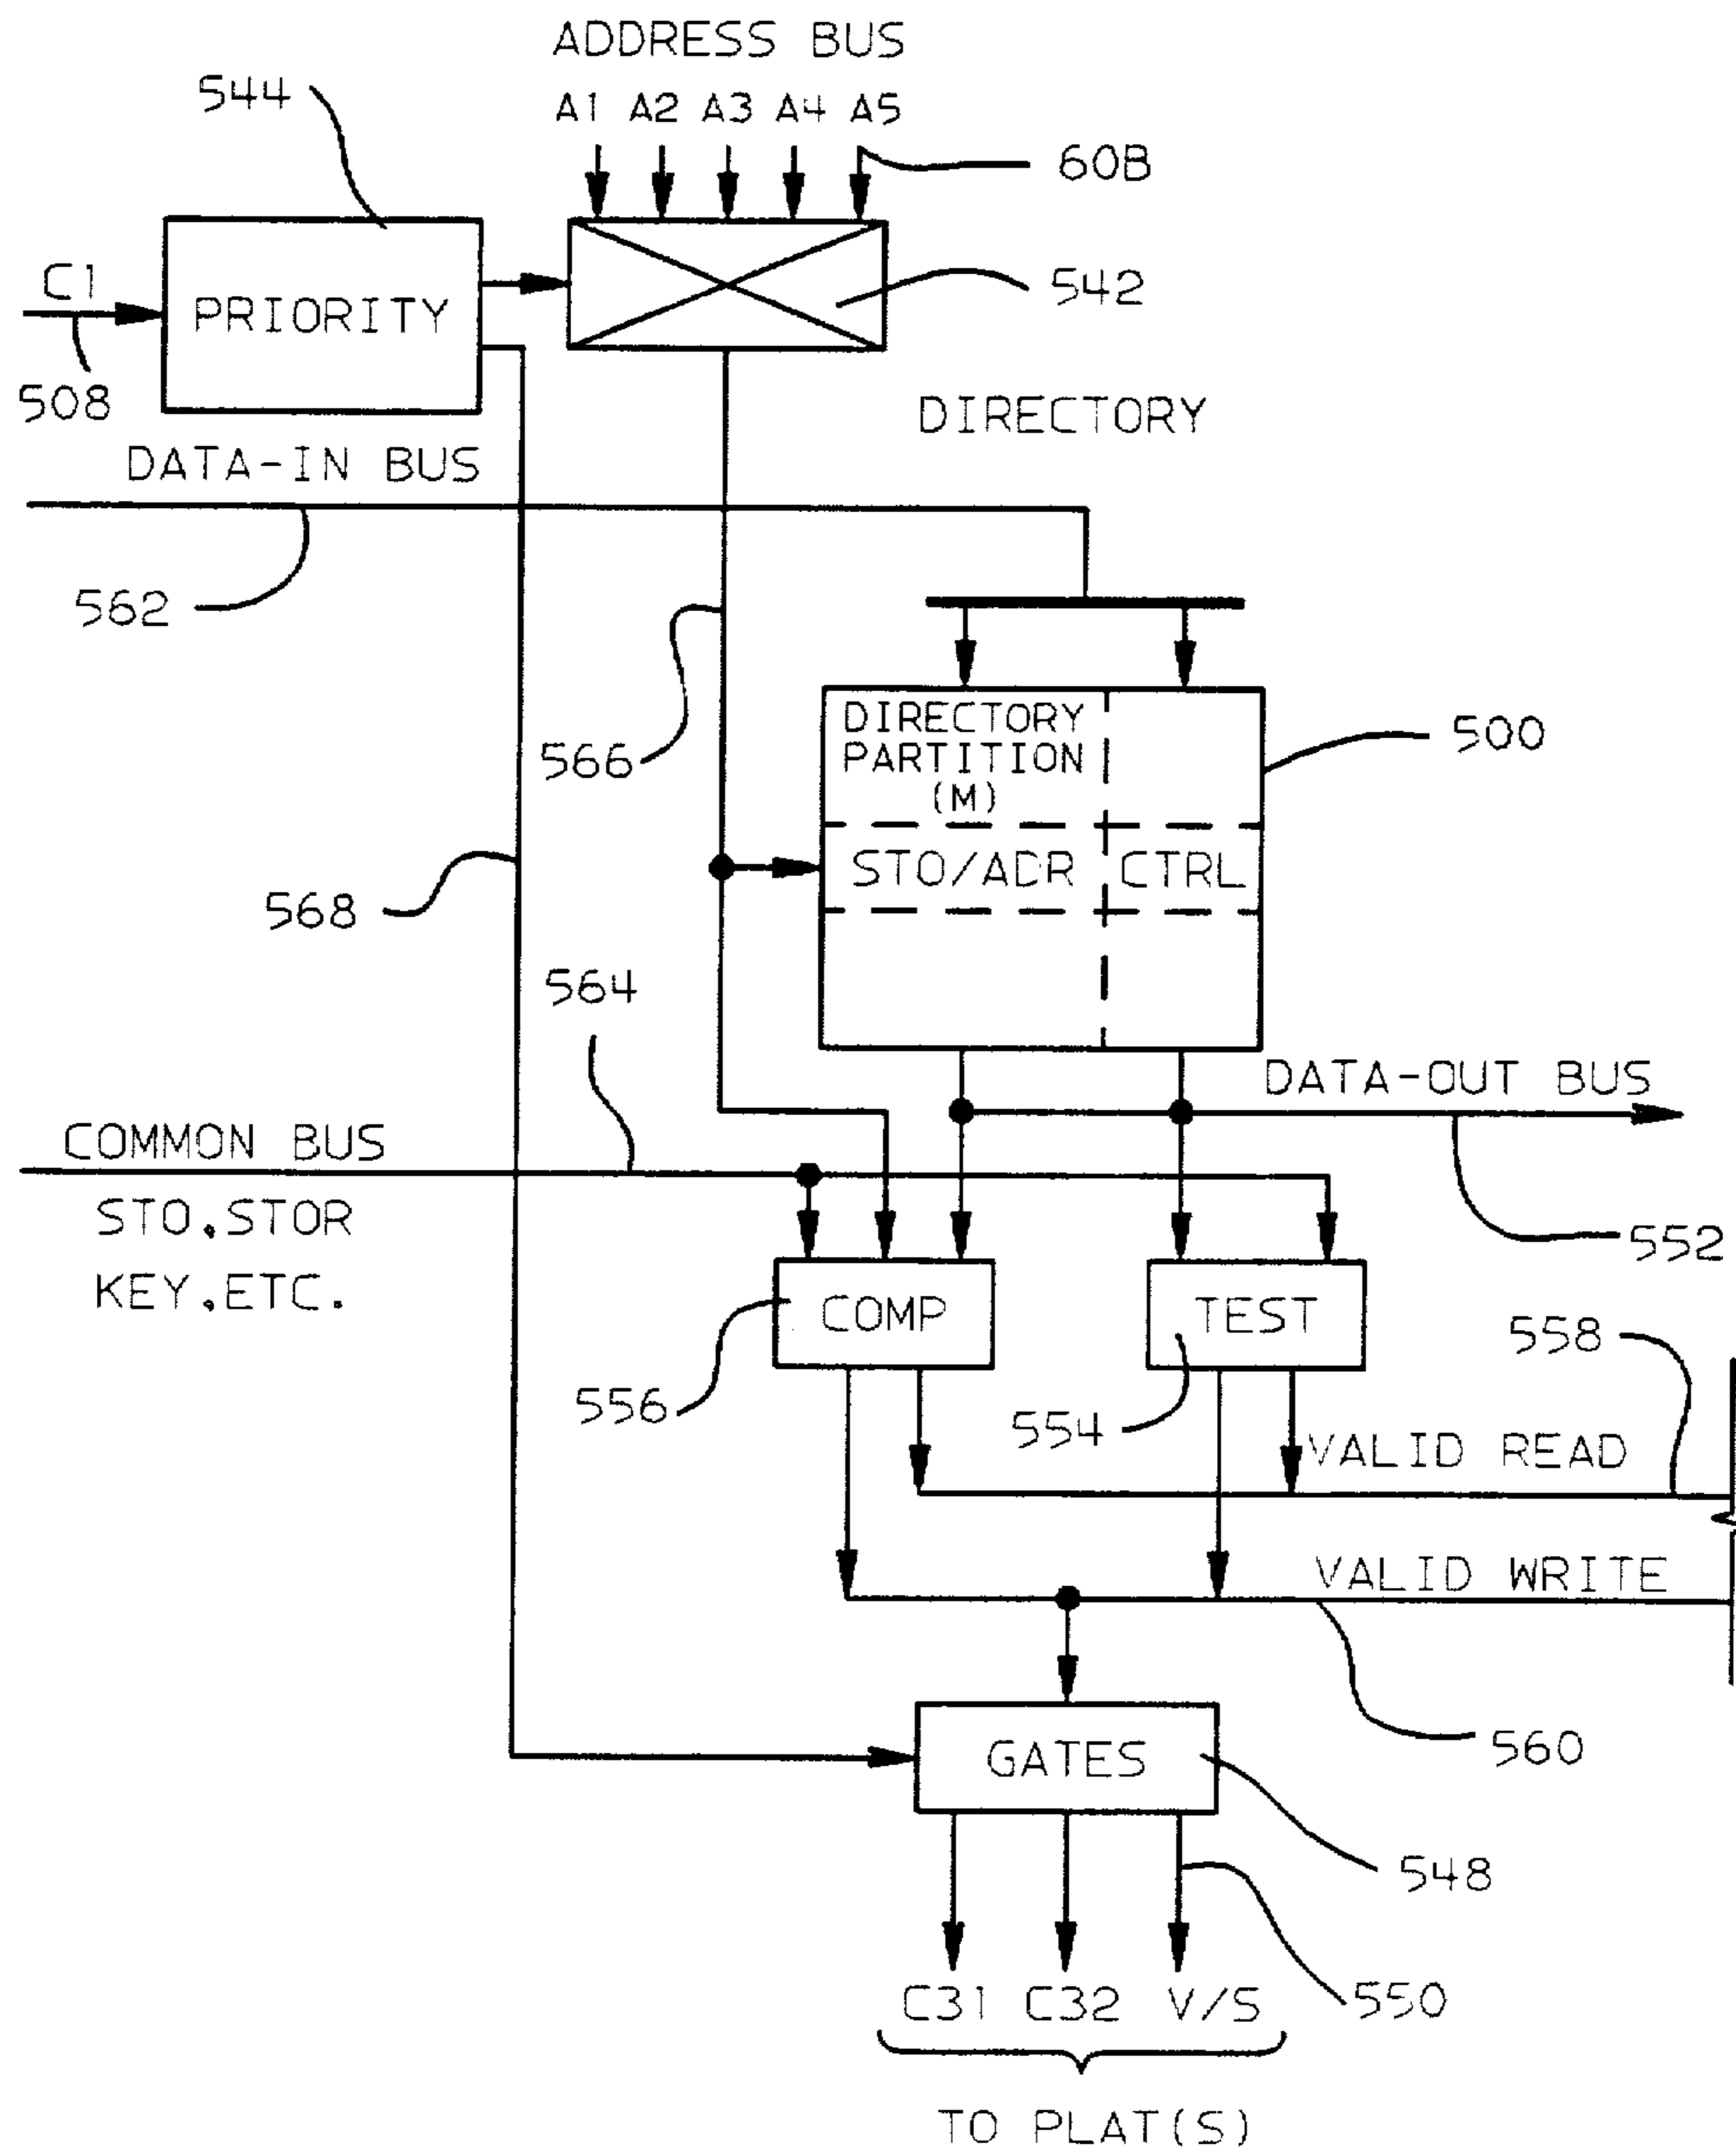 ADDRESS BUS
544
A1 A2 A3 A4 A5
60B
C1
PRIORITY
542
508
DIRECTORY
DATA-IN BUS
562
DIRECTORY
PARTITION
(M)
500
566
STO/ADR
CTRL
568
564
DATA-OUT BUS
COMMON BUS
STO,STOR
KEY,ETC.
552
COMP
TEST
558
556
554
VALID READ
VALID WRITE
560
GATES
548
C31 C32 V/S
550
TO PLAT(S)